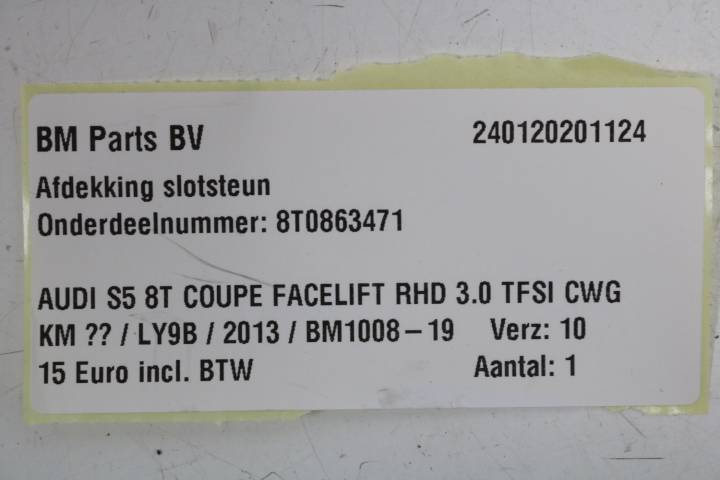 BM Parts BV 240120201124
Afdekking slotsteun
Onderdeelnummer: 8T0863471
AUDI S5 8T COUPE FACELIFT RHD 3.0 TFSI CWG
KM ?? / LY9B / 2013 / BM1008-19 Verz: 10
15 Euro incl. BTW Aantal: 1